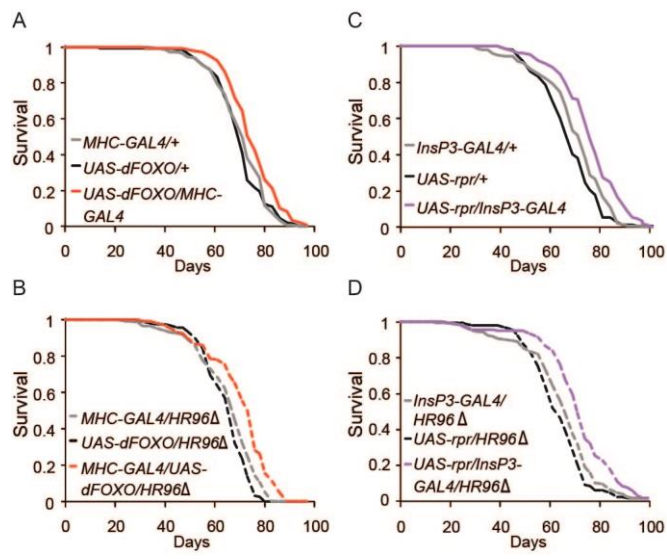 A
1
0.8
0.6
0.4
0.2
0
Survival
MHC-GAL4/+
UAS-dFOXO/+
UAS-dFOXO/MHC-
GAL4
0 20 40 60 80 100
Days
C
1
0.8
0.6
0.4
0.2
0
Survival
InsP3-GAL4/+
UAS-rpr/+
UAS-rpr/InsP3-GAL4
0 20 40 60 80 100
Days
B
1
0.8
0.6
0.4
0.2
0
Survival
MHC-GAL4/HR96Δ
UAS-dFOXO/HR96Δ
MHC-GAL4/UAS-
dFOXO/HR96Δ
0 20 40 60 80 100
Days
D
1
0.8
0.6
0.4
0.2
0
Survival
InsP3-GAL4/
HR96 Δ
UAS-rpr/HR96Δ
UAS-rpr/InsP3-
GAL4/HR96Δ
0 20 40 60 80 100
Days